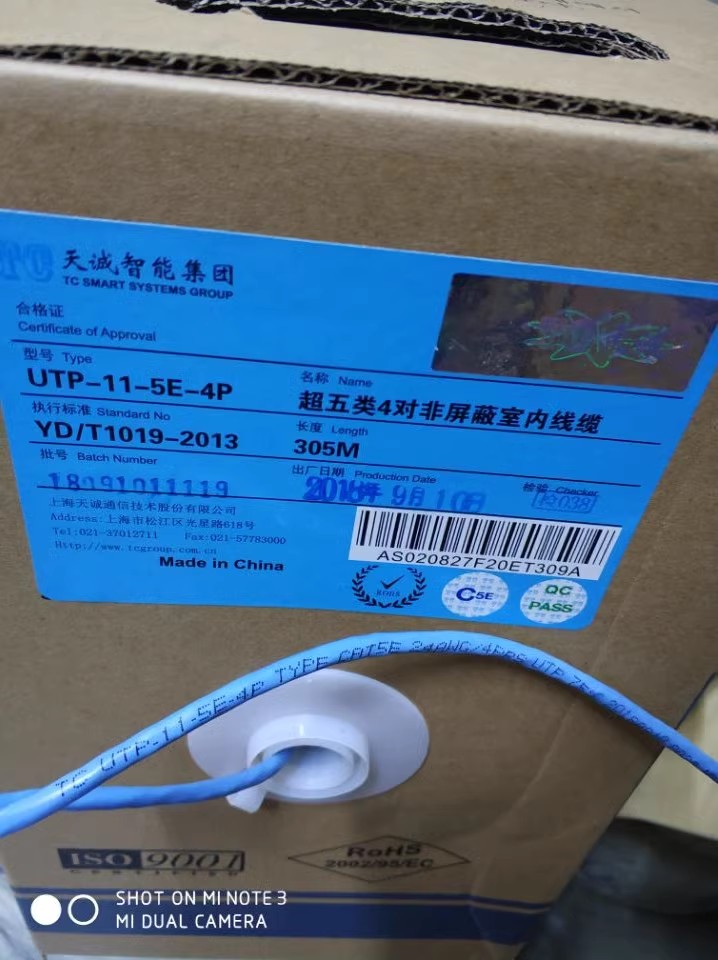 天诚智能集团
TC SMART SYSTEMS GROUP
合格证
Certificate of Approval
型号 Type
UTP-11-5E-4P
名称 Name
超五类4对非屏蔽室内线缆
执行标准 Standard No
YD/T1019-2013
长度 Length
305M
批号 Batch Number
18091011119
出厂日期 Production Date
9月10日
检验 Checker
检038
上海天诚通信技术股份有限公司
Address:上海市松江区光星路618号
Tel:021-37012711 Fax:021-57783000
Http://www.tcgroup.com.cn
Made in China
AS020827F20ET309A
C5E
QC
PASS
TC UTP-11-5E-4P TYPE CAT5E 24AWG/4PRS UTP 75℃
ISO 9001
CERTIFIED
RoHS
2002/95/EC
SHOT ON MI NOTE 3
MI DUAL CAMERA